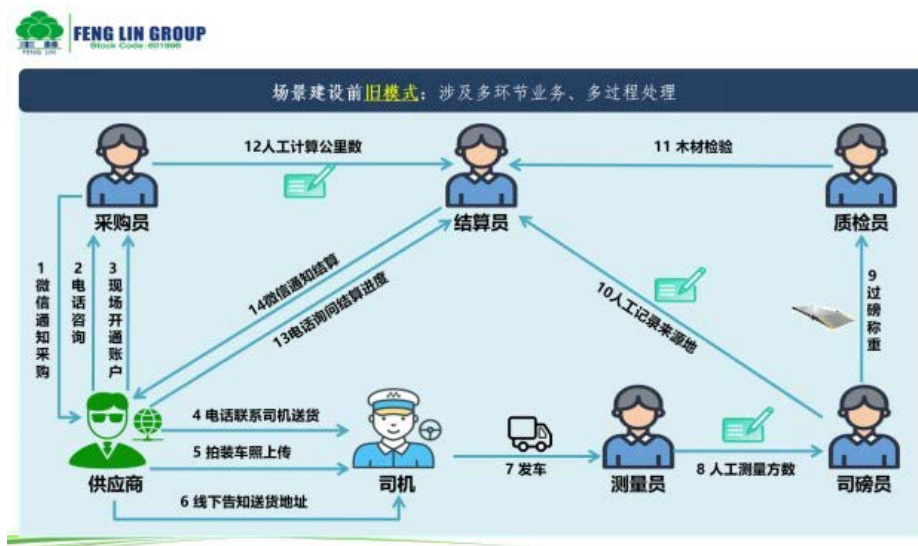 FENG LIN GROUP
Stock Code:601996
FENG LIN
场景建设前旧模式：涉及多环节业务、多过程处理
12人工计算公里数
11 木材检验
采购员
结算员
质检员
1微信通知采购
2电话咨询
3现场开通账户
14微信通知结算
13电话询问结算进度
10人工记录来源地
9过磅称重
4 电话联系司机送货
5 拍装车照上传
7 发车
8 人工测量方数
供应商
司机
测量员
司磅员
6 线下告知送货地址